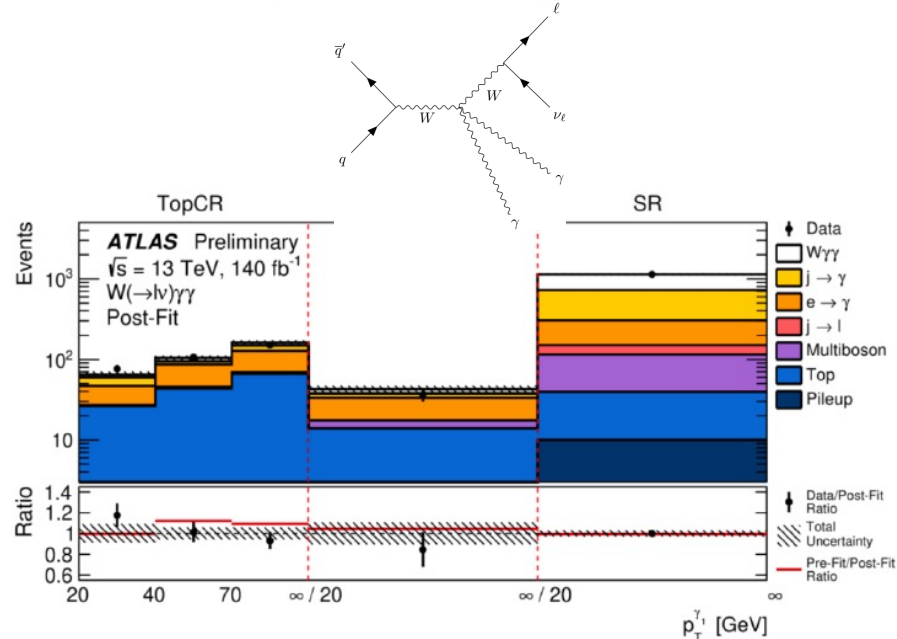 ℓ
q̅′
W
W
ν_ℓ
q
γ
γ
TopCR
SR
Events
ATLAS Preliminary
√s = 13 TeV, 140 fb⁻¹
W(→lν)γγ
Post-Fit
10³
10²
10
Data
Wγγ
j → γ
e → γ
j → l
Multiboson
Top
Pileup
Ratio
1.4
1.2
1
0.8
0.6
Data/Post-Fit
Ratio
Total
Uncertainty
Pre-Fit/Post-Fit
Ratio
20 40 70 ∞ / 20 ∞ / 20 ∞
p_T^γ₁ [GeV]